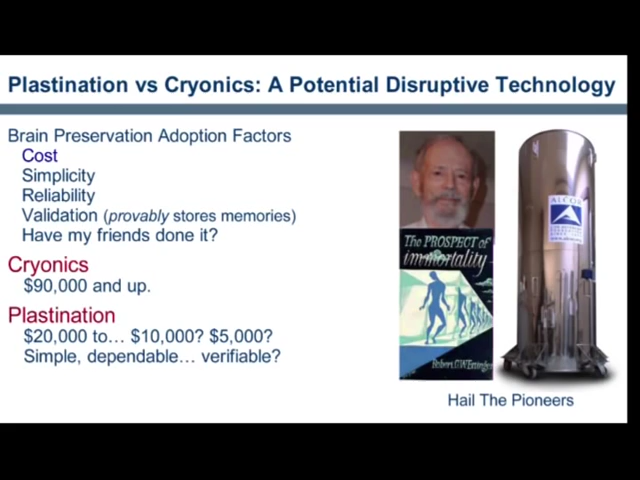 Plastination vs Cryonics: A Potential Disruptive Technology
Brain Preservation Adoption Factors
Cost
Simplicity
Reliability
Validation (provably stores memories)
Have my friends done it?
Cryonics
$90,000 and up.
Plastination
$20,000 to… $10,000? $5,000?
Simple, dependable… verifiable?
The PROSPECT of
immortality
ALCOR
Hail The Pioneers